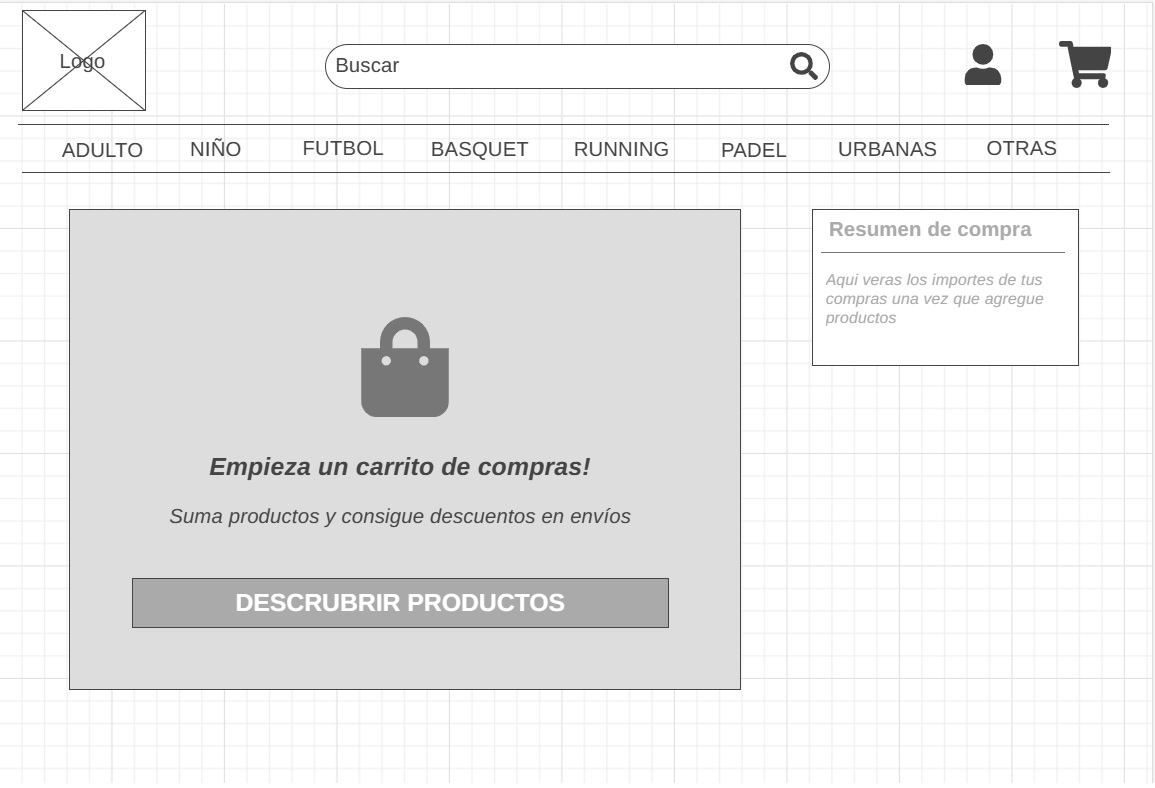 Logo
Buscar
ADULTO NIÑO FUTBOL BASQUET RUNNING PADEL URBANAS OTRAS
Resumen de compra
Aqui veras los importes de tus
compras una vez que agregue
productos
Empieza un carrito de compras!
Suma productos y consigue descuentos en envíos
DESCRUBRIR PRODUCTOS